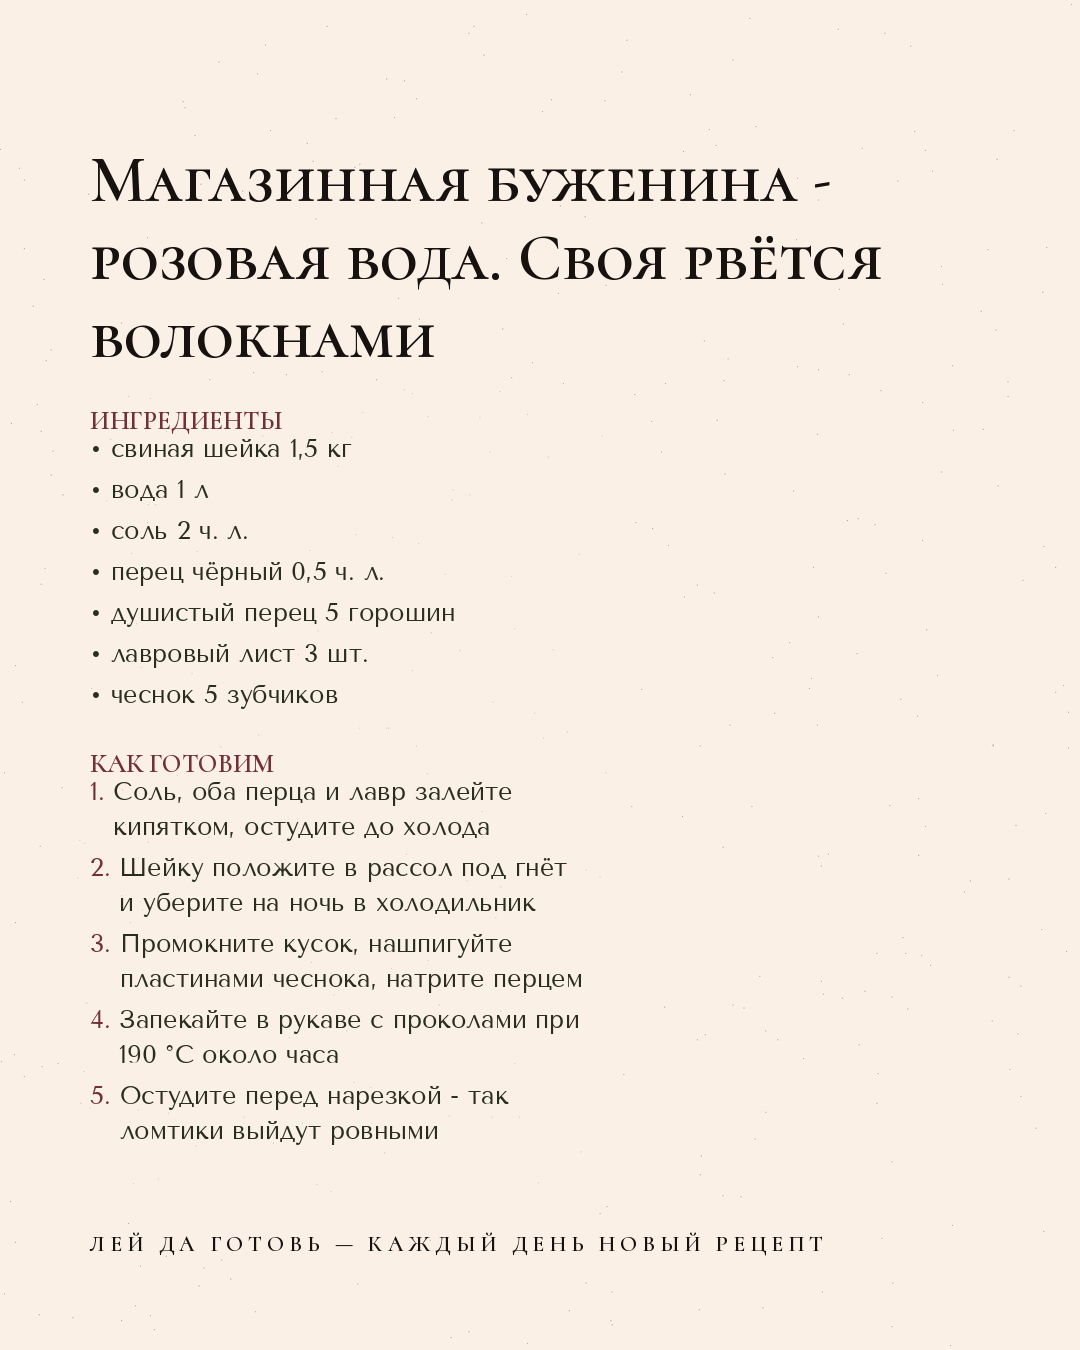 Магазинная буженина -
розовая вода. Своя рвётся
волокнами
ИНГРЕДИЕНТЫ
• свиная шейка 1,5 кг
• вода 1 л
• соль 2 ч. л.
• перец чёрный 0,5 ч. л.
• душистый перец 5 горошин
• лавровый лист 3 шт.
• чеснок 5 зубчиков
КАК ГОТОВИМ
1. Соль, оба перца и лавр залейте
кипятком, остудите до холода
2. Шейку положите в рассол под гнёт
и уберите на ночь в холодильник
3. Промокните кусок, нашпигуйте
пластинами чеснока, натрите перцем
4. Запекайте в рукаве с проколами при
190 °C около часа
5. Остудите перед нарезкой - так
ломтики выйдут ровными
ЛЕЙ ДА ГОТОВЬ — КАЖДЫЙ ДЕНЬ НОВЫЙ РЕЦЕПТ